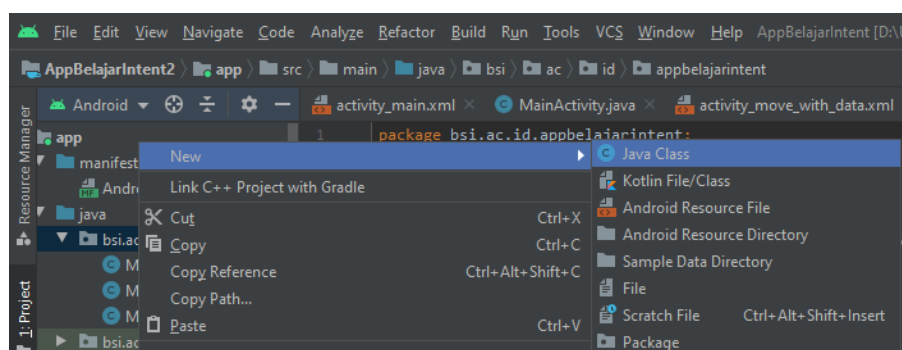 File Edit View Navigate Code Analyze Refactor Build Run Tools VCS Window Help AppBelajarIntent [D:\
AppBelajarIntent2 app src main java bsi ac id appbelajarintent
Android activity_main.xml MainActivity.java activity_move_with_data.xml
Resource Manager
1: Project
app
manifest
Andr
java
bsi.ac
M
M
M
bsi.ac
1 package bsi.ac.id.appbelajarintent;
New
Link C++ Project with Gradle
Cut Ctrl+X
Copy Ctrl+C
Copy Reference Ctrl+Alt+Shift+C
Copy Path...
Paste Ctrl+V
Java Class
Kotlin File/Class
Android Resource File
Android Resource Directory
Sample Data Directory
File
Scratch File Ctrl+Alt+Shift+Insert
Package